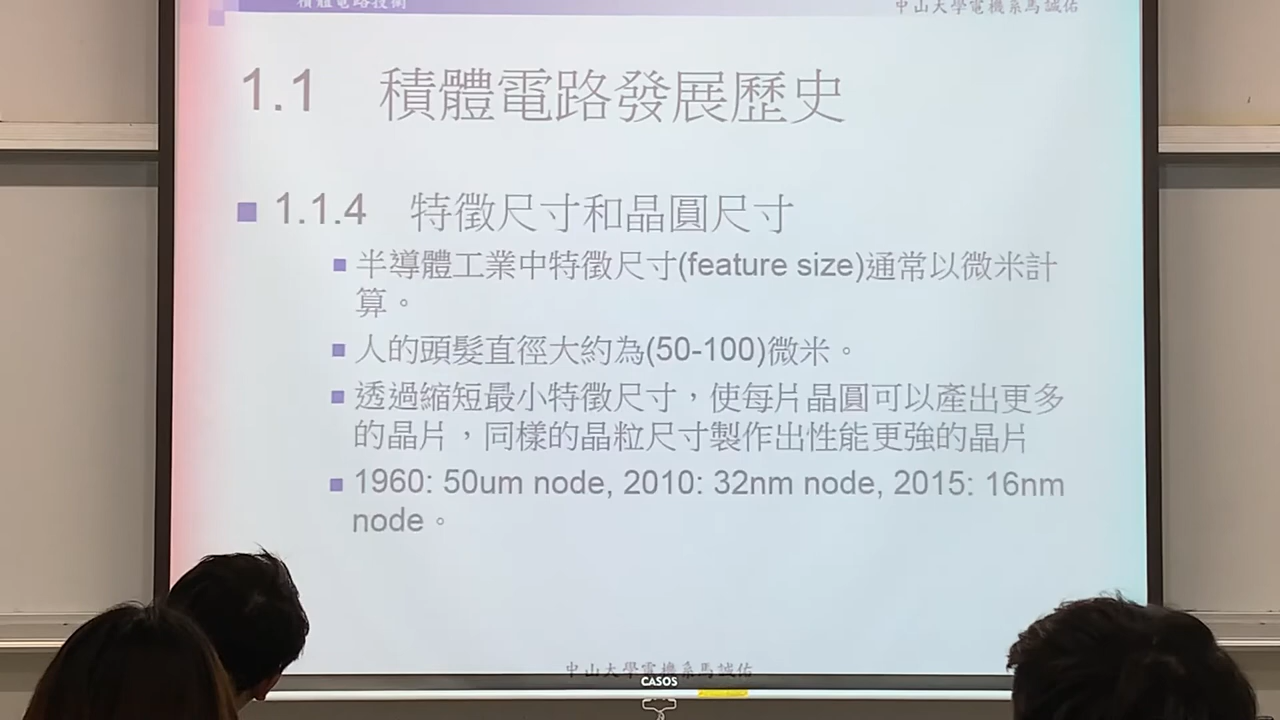 積體電路技術
中山大學電機系馬誠佑
1.1 積體電路發展歷史
1.1.4 特徵尺寸和晶圓尺寸
半導體工業中特徵尺寸(feature size)通常以微米計
算。
人的頭髮直徑大約為(50-100)微米。
透過縮短最小特徵尺寸，使每片晶圓可以產出更多
的晶片，同樣的晶粒尺寸製作出性能更強的晶片
1960: 50um node, 2010: 32nm node, 2015: 16nm
node。
中山大學電機系馬誠佑
CASOS